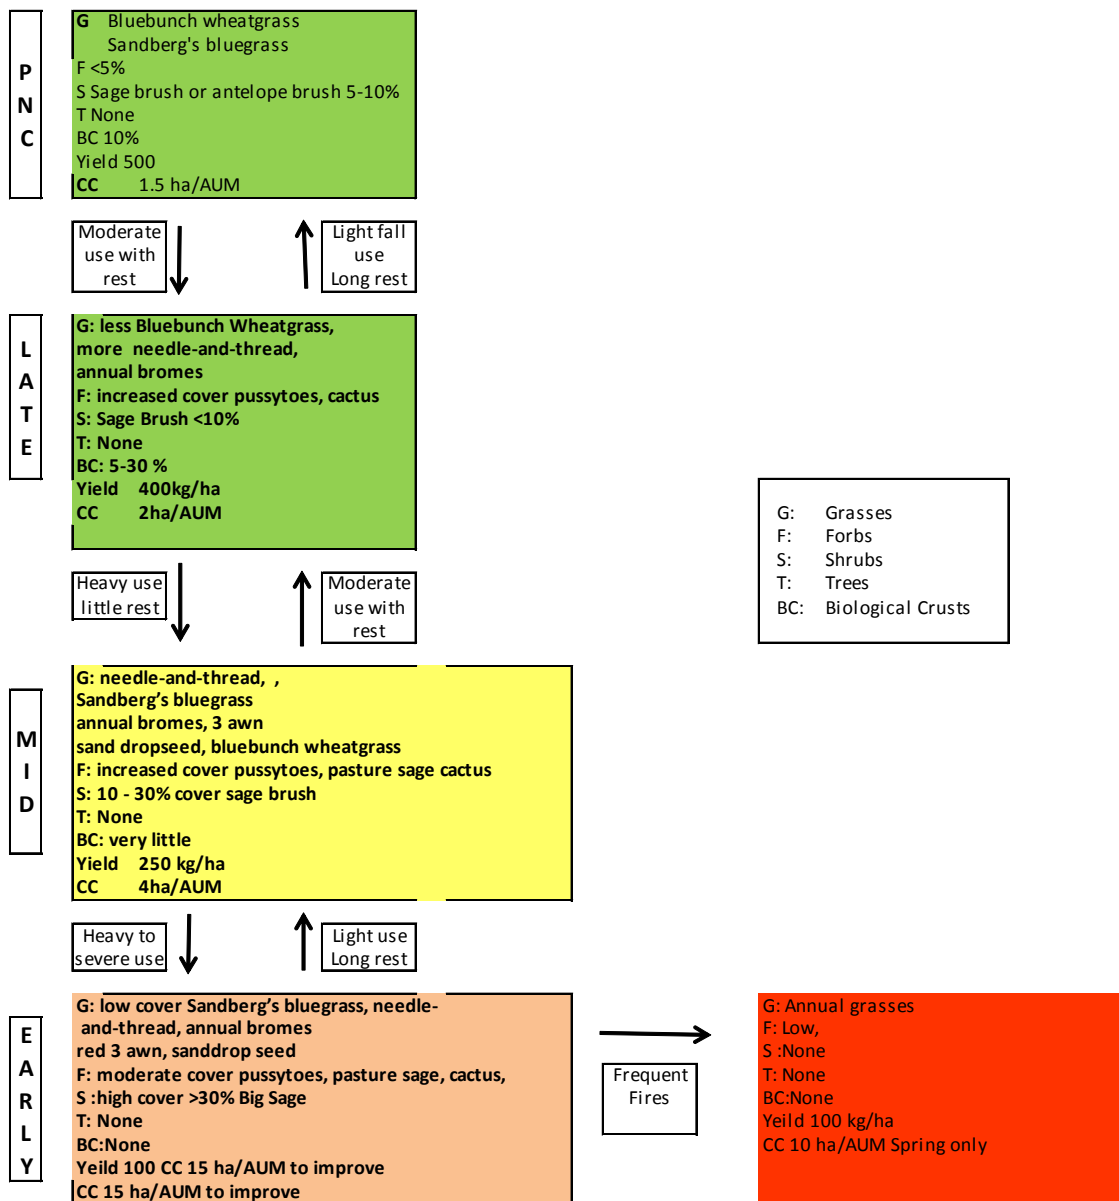 P
N
C
G Bluebunch wheatgrass
Sandberg's bluegrass
F <5%
S Sage brush or antelope brush 5-10%
T None
BC 10%
Yield 500
CC 1.5 ha/AUM
Moderate
use with
rest
Light fall
use
Long rest
L
A
T
E
G: less Bluebunch Wheatgrass,
more needle-and-thread,
annual bromes
F: increased cover pussytoes, cactus
S: Sage Brush <10%
T: None
BC: 5-30 %
Yield 400kg/ha
CC 2ha/AUM
G: Grasses
F: Forbs
S: Shrubs
T: Trees
BC: Biological Crusts
Heavy use
little rest
Moderate
use with
rest
M
I
D
G: needle-and-thread, ,
Sandberg’s bluegrass
annual bromes, 3 awn
sand dropseed, bluebunch wheatgrass
F: increased cover pussytoes, pasture sage cactus
S: 10 - 30% cover sage brush
T: None
BC: very little
Yield 250 kg/ha
CC 4ha/AUM
Heavy to
severe use
Light use
Long rest
E
A
R
L
Y
G: low cover Sandberg’s bluegrass, needle-
and-thread, annual bromes
red 3 awn, sanddrop seed
F: moderate cover pussytoes, pasture sage, cactus,
S :high cover >30% Big Sage
T: None
BC:None
Yeild 100 CC 15 ha/AUM to improve
CC 15 ha/AUM to improve
Frequent
Fires
G: Annual grasses
F: Low,
S :None
T: None
BC:None
Yeild 100 kg/ha
CC 10 ha/AUM Spring only